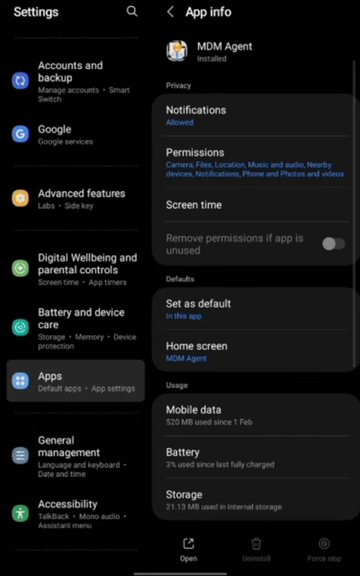 Settings
Accounts and
backup
Manage accounts • Smart
Switch
Google
Google services
Advanced features
Labs • Side key
Digital Wellbeing and
parental controls
Screen time • App timers
Battery and device
care
Storage • Memory • Device
protection
Apps
Default apps • App settings
General
management
Language and keyboard •
Date and time
Accessibility
TalkBack • Mono audio •
Assistant menu
App info
MDM Agent
Installed
Privacy
Notifications
Allowed
Permissions
Camera, Files, Location, Music and audio, Nearby
devices, Notifications, Phone and Photos and videos
Screen time
Remove permissions if app is
unused
Defaults
Set as default
In this app
Home screen
MDM Agent
Usage
Mobile data
520 MB used since 1 Feb
Battery
3% used since last fully charged
Storage
21.13 MB used in Internal storage
Open
Uninstall
Force stop